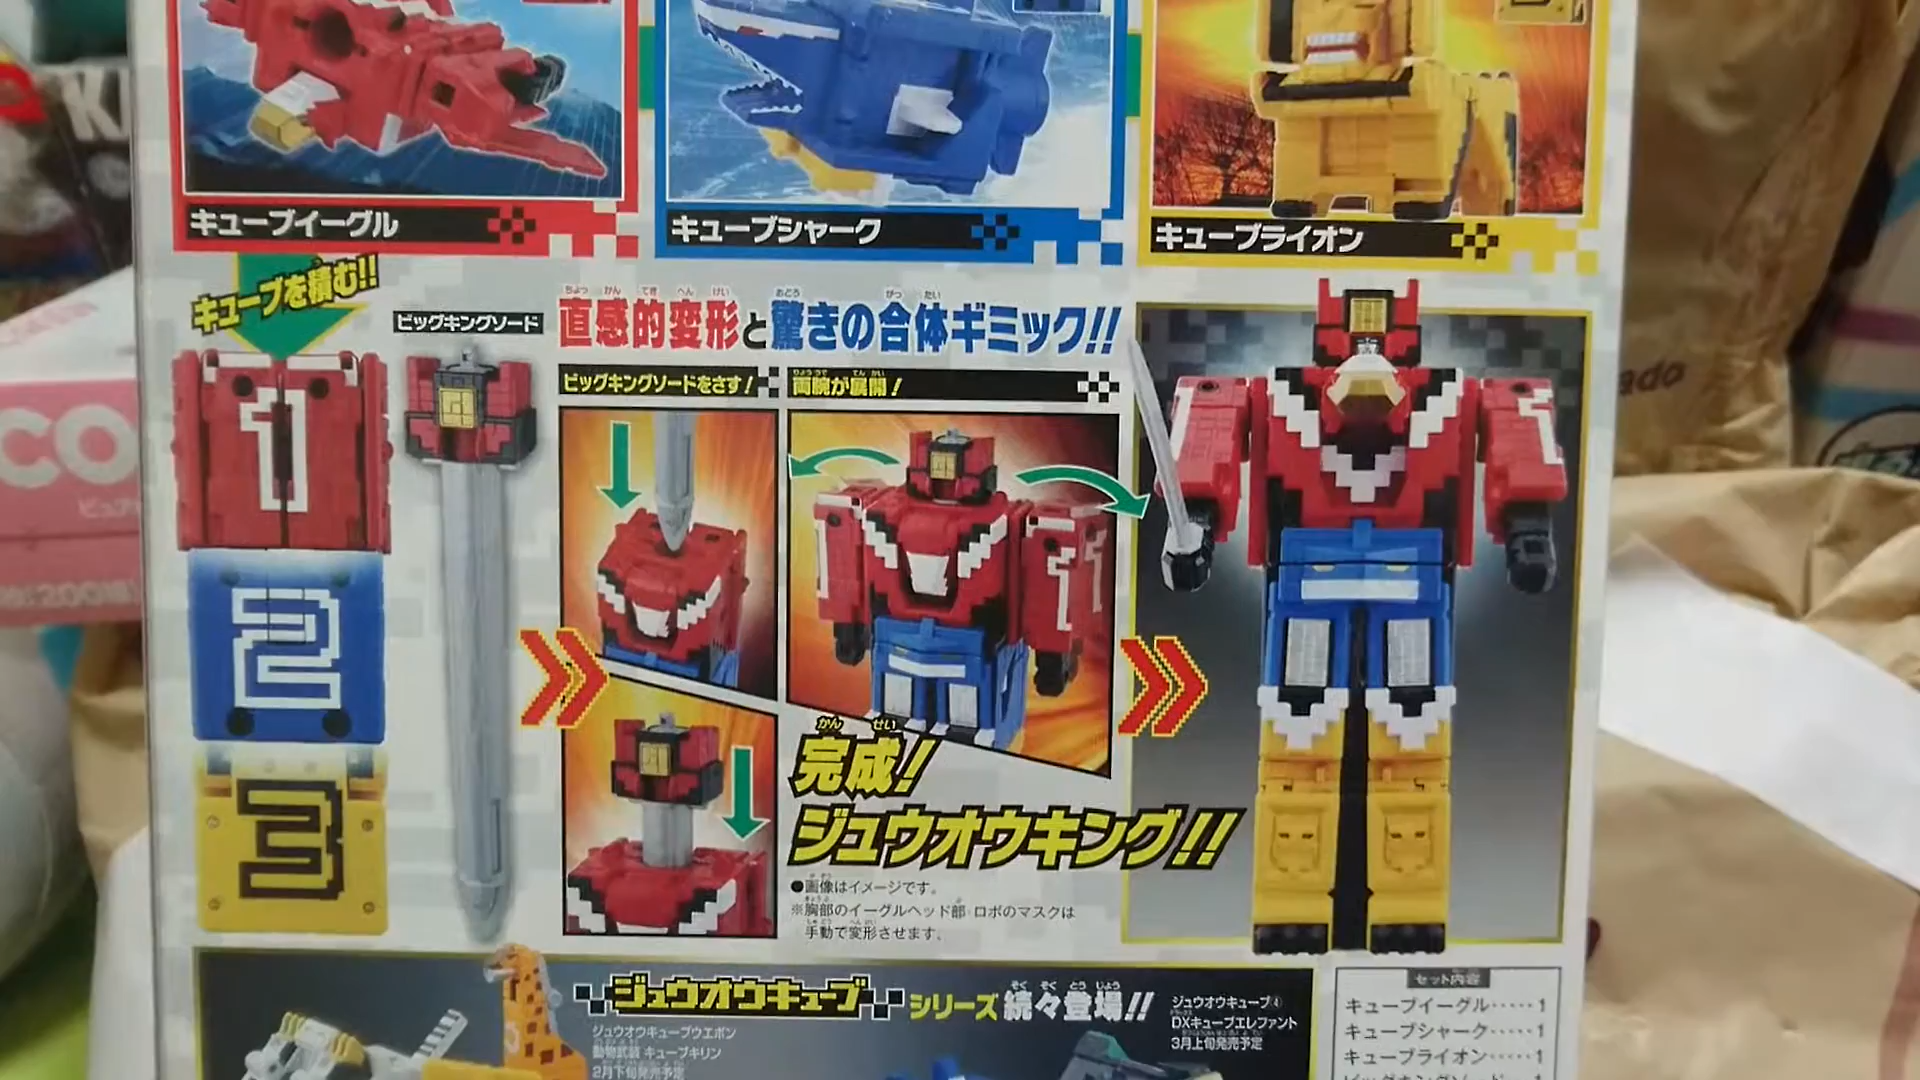 キューブイーグル
キューブシャーク
キューブライオン
キューブを積む!!
ビッグキングソード
直感的変形と驚きの合体ギミック!!
ビッグキングソードをさす!
両腕が展開!
1
2
3
完成!
ジュウオウキング!!
●画像はイメージです。
※胸部のイーグルヘッド部 ロボのマスクは
手動で変形させます。
ジュウオウキューブ シリーズ 続々登場!!
ジュウオウキューブウエポン
動物武装 キューブキリン
2月下旬発売予定
ジュウオウキューブ④
DXキューブエレファント
3月上旬発売予定
セット内容
キューブイーグル‥‥‥1
キューブシャーク‥‥‥1
キューブライオン‥‥‥1
CO